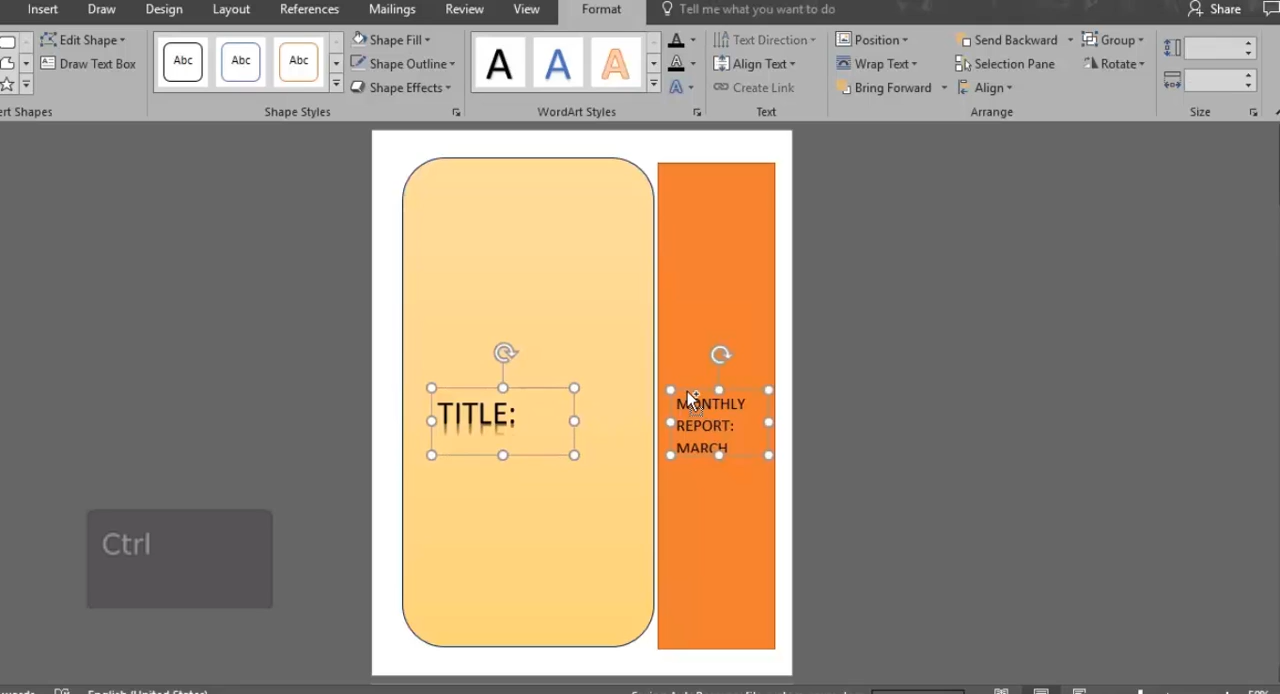 Insert Draw Design Layout References Mailings Review View Format Tell me what you want to do Share
Edit Shape
Draw Text Box
Abc Abc Abc
Shape Fill
Shape Outline
Shape Effects
A A A
A
A
A
Text Direction
Align Text
Create Link
Position
Wrap Text
Bring Forward
Send Backward
Selection Pane
Align
Group
Rotate
ert Shapes Shape Styles WordArt Styles Text Arrange Size
TITLE:
MONTHLY
REPORT:
MARCH
Ctrl
English (United States)